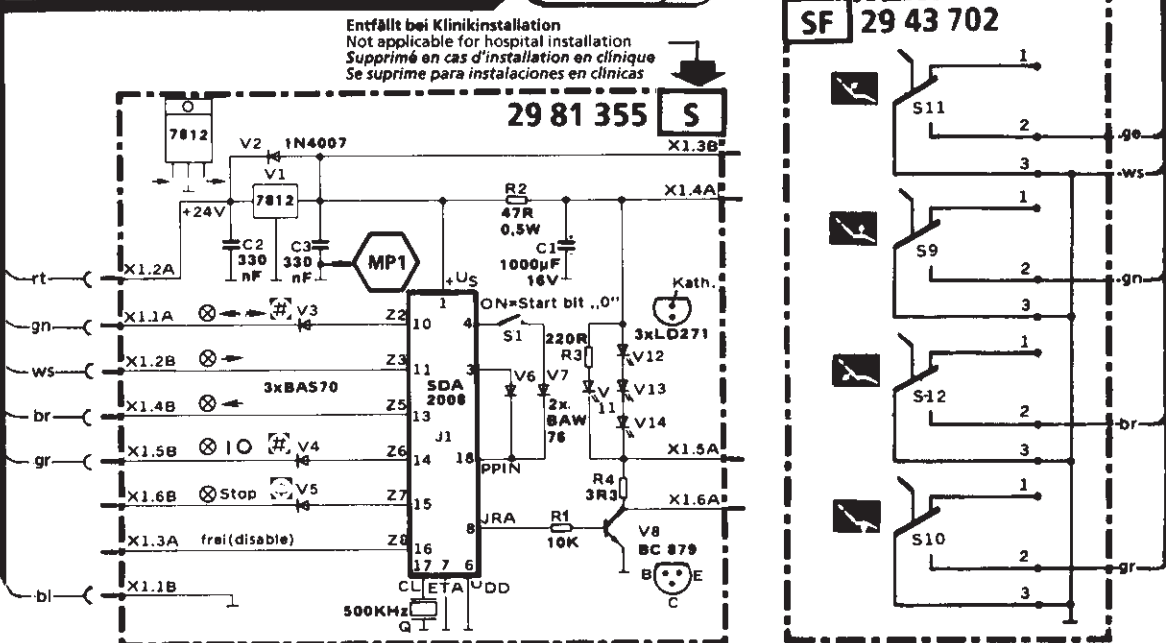 Entfällt bei Klinikinstallation
Not applicable for hospital installation
Supprimé en cas d'installation en clinique
Se suprime para instalaciones en clínicas
SF 29 43 702
29 81 355 S
7812
V2 1N4007
X1.3B
V1
7812
+24V
R2
47R
0,5W
X1.4A
C2
330
nF
C3
330
nF
MP1
C1
1000µF
16V
rt
X1.2A
+US
1
ON=Start bit „0"
Kath.
3xLD271
gn
X1.1A
# V3
Z2
10
4
S1
220R
R3
V12
ws
X1.2B
Z3
11
3
V6
V7
V13
3xBAS70
SDA
2008
2x
BAW
76
V
11
br
X1.4B
Z5
13
V14
J1
gr
X1.5B
I O # V4
Z6
14
18
PPIN
X1.5A
X1.6B
Stop V5
Z7
15
R4
3R3
X1.6A
X1.3A
frei(disable)
Z8
16
8
JRA
R1
10K
V8
BC 879
17 7 6
CL ETA UDD
B E
C
bl
X1.1B
500KHz
Q
S11
1
2
3
ge
ws
S9
1
2
3
gn
S12
1
2
3
br
S10
1
2
3
gr